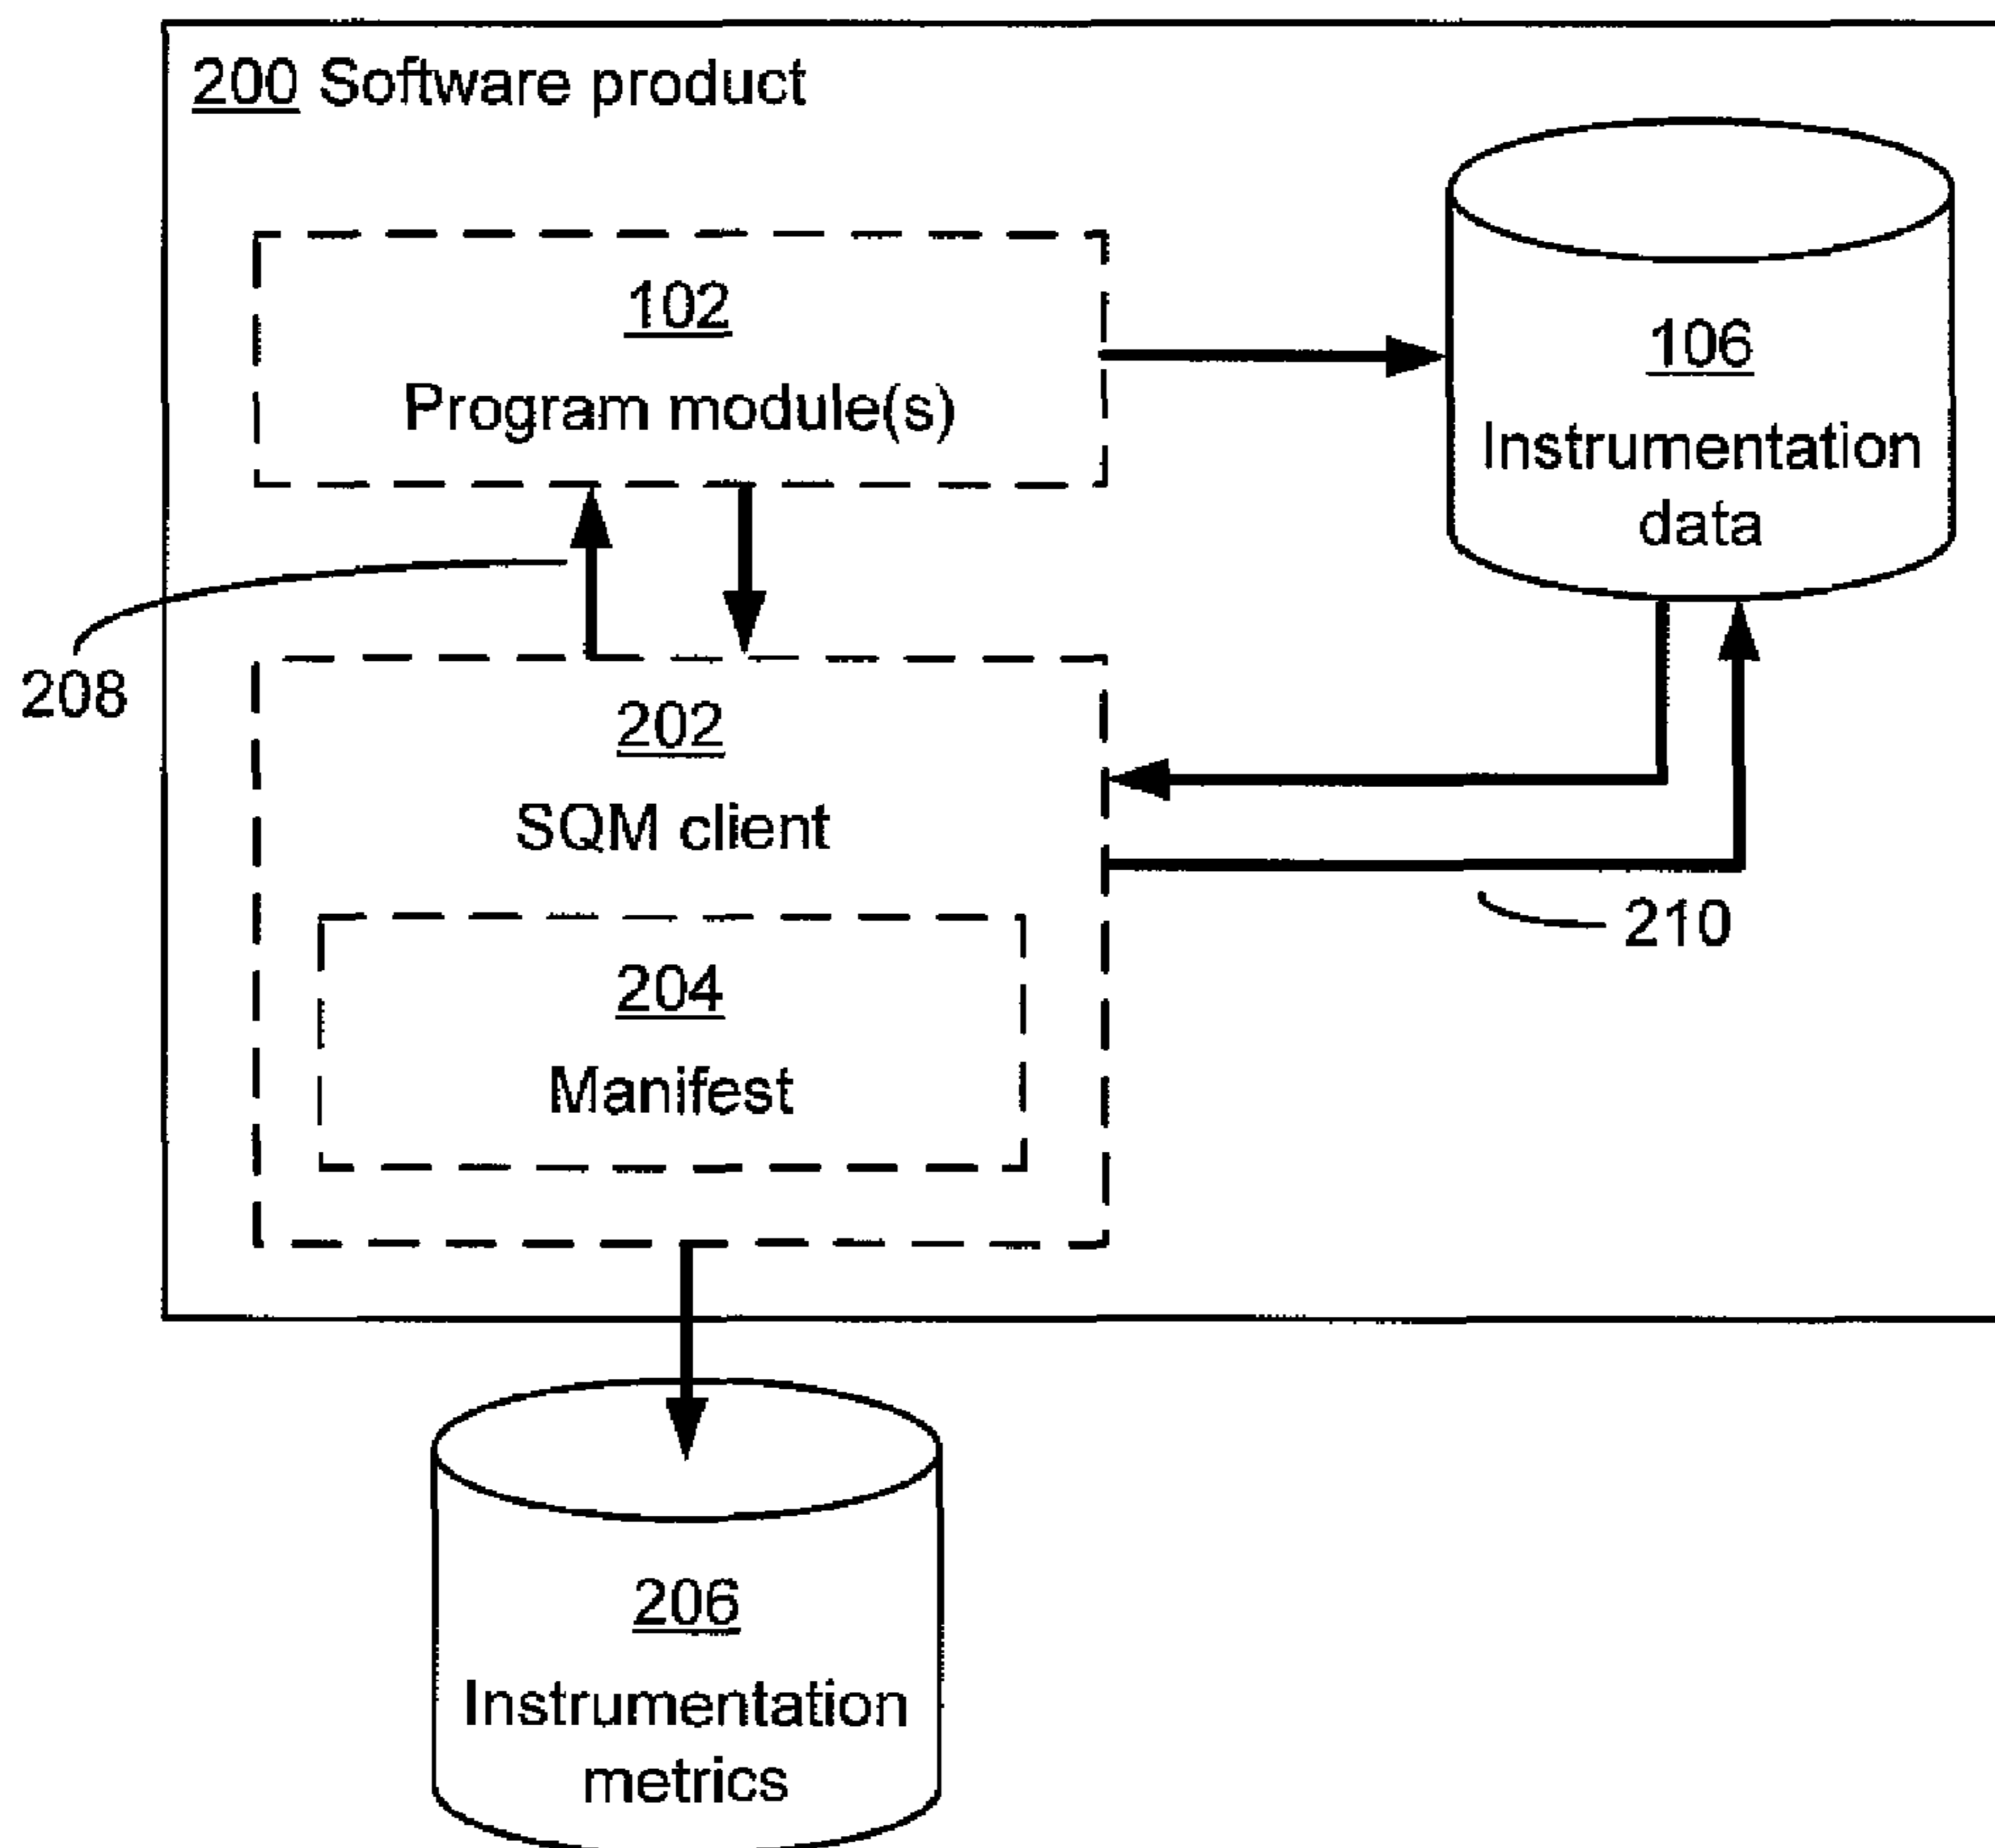 200 Software product
102
Program module(s)
106
Instrumentation
data
208
202
SQM client
210
204
Manifest
206
Instrumentation
metrics